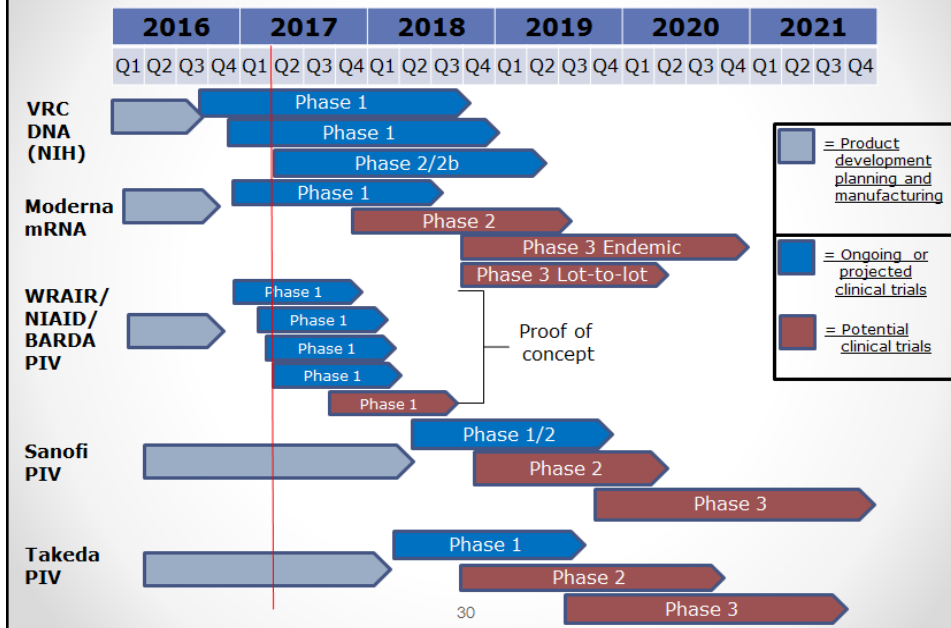 2016 2017 2018 2019 2020 2021
Q1 Q2 Q3 Q4 Q1 Q2 Q3 Q4 Q1 Q2 Q3 Q4 Q1 Q2 Q3 Q4 Q1 Q2 Q3 Q4 Q1 Q2 Q3 Q4
VRC
DNA
(NIH)
Phase 1
Phase 1
Phase 2/2b
Moderna
mRNA
Phase 1
Phase 2
Phase 3 Endemic
Phase 3 Lot-to-lot
WRAIR/
NIAID/
BARDA
PIV
Phase 1
Phase 1
Phase 1
Phase 1
Phase 1
Proof of
concept
Sanofi
PIV
Phase 1/2
Phase 2
Phase 3
Takeda
PIV
Phase 1
Phase 2
Phase 3
= Product
development
planning and
manufacturing
= Ongoing or
projected
clinical trials
= Potential
clinical trials
30